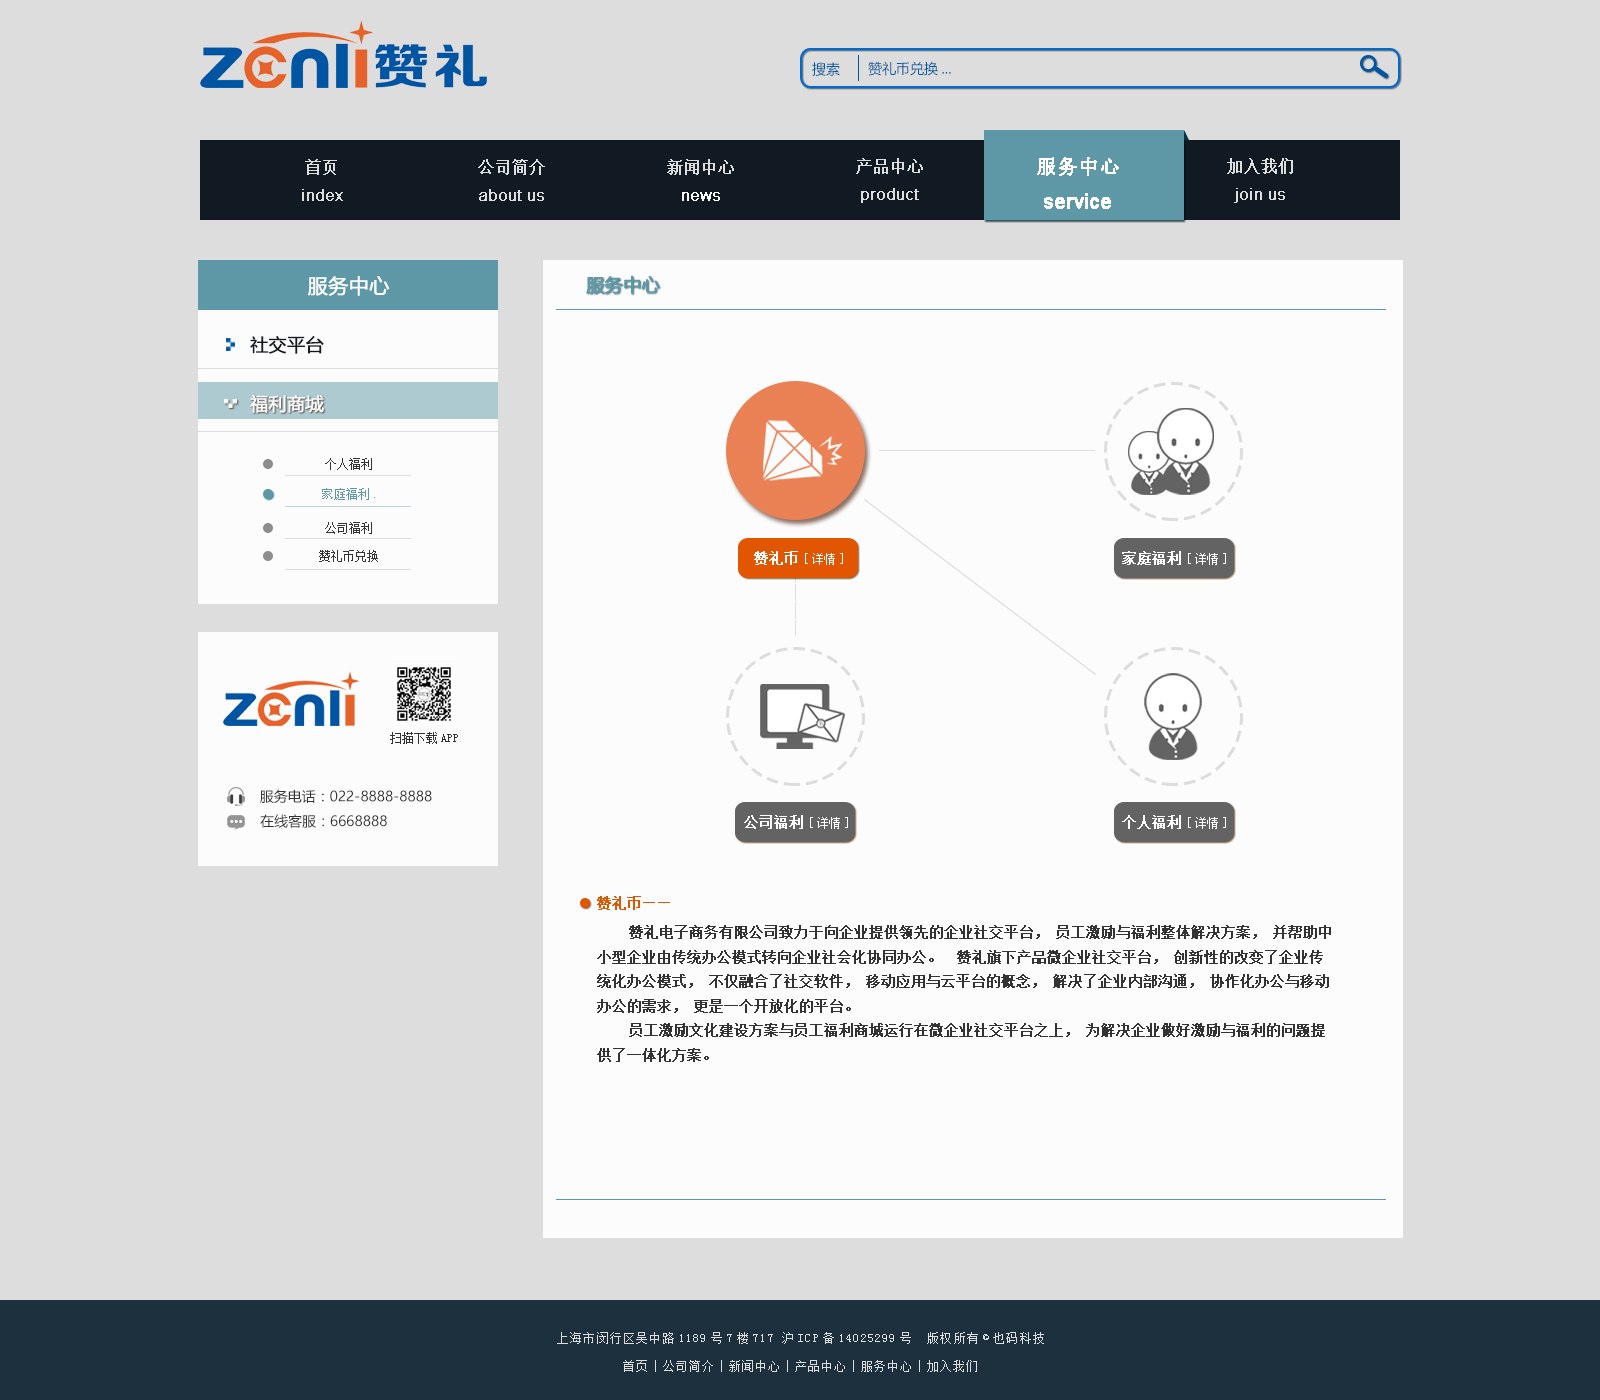 zenli赞礼
搜索 赞礼币兑换 ...
首页 公司简介 新闻中心 产品中心 服务中心 加入我们
index about us news product service join us
服务中心
社交平台
福利商城
个人福利
家庭福利 .
公司福利
赞礼币兑换
zenli
扫描下载 APP
服务电话：022-8888-8888
在线客服：6668888
服务中心
赞礼币 [ 详情 ] 家庭福利 [ 详情 ]
公司福利 [ 详情 ] 个人福利 [ 详情 ]
赞礼币——
赞礼电子商务有限公司致力于向企业提供领先的企业社交平台， 员工激励与福利整体解决方案， 并帮助中
小型企业由传统办公模式转向企业社会化协同办公。 赞礼旗下产品微企业社交平台， 创新性的改变了企业传
统化办公模式， 不仅融合了社交软件， 移动应用与云平台的概念， 解决了企业内部沟通， 协作化办公与移动
办公的需求， 更是一个开放化的平台。
员工激励文化建设方案与员工福利商城运行在微企业社交平台之上， 为解决企业做好激励与福利的问题提
供了一体化方案。
上海市闵行区吴中路 1189 号 7 楼 717 沪 ICP 备 14025299 号 版权所有 © 也码科技
首页 | 公司简介 | 新闻中心 | 产品中心 | 服务中心 | 加入我们